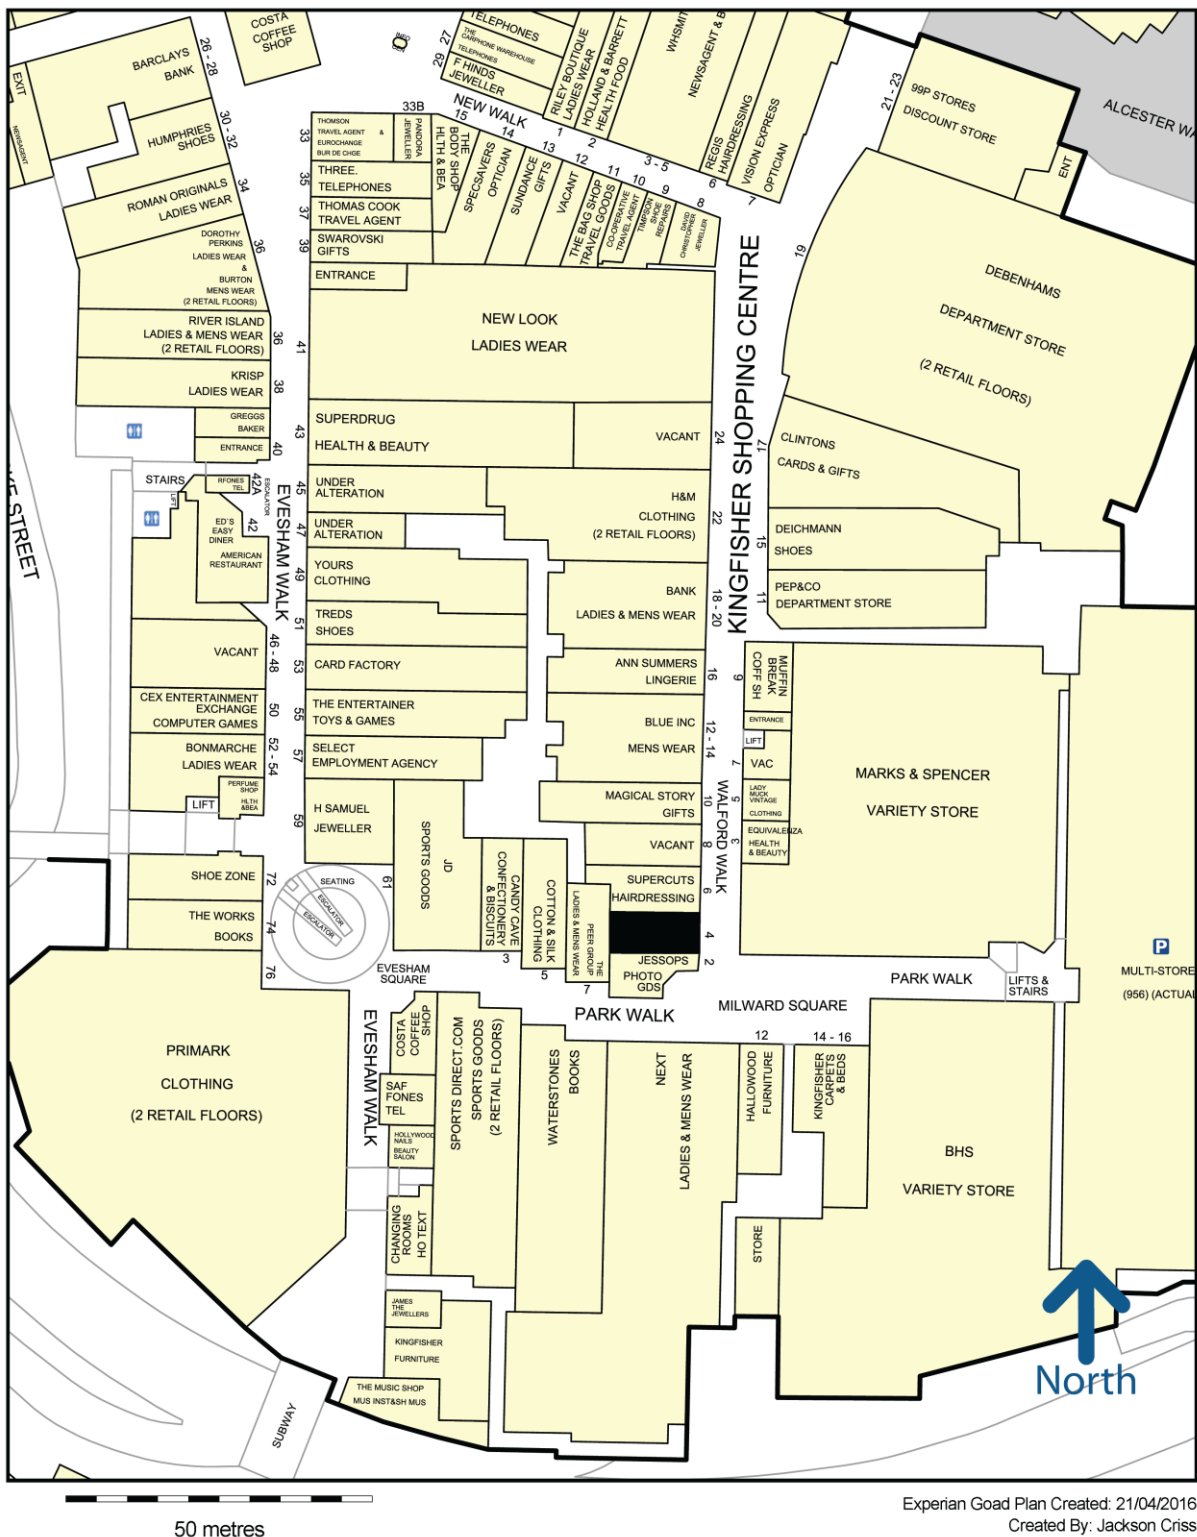 COSTA
COFFEE
SHOP
INFO
CEN
TELEPHONES
THE
CARPHONE WAREHOUSE
TELEPHONES
F HINDS
JEWELLER
27
29
RILEY BOUTIQUE
LADIES WEAR
HOLLAND & BARRETT
HEALTH FOOD
WHSMIT
NEWSAGENT & B
REGIS
HAIRDRESSING
VISION EXPRESS
OPTICIAN
21 - 23
99P STORES
DISCOUNT STORE
ALCESTER WA
ENT
EXIT
NEWSAGENT
BARCLAYS
BANK
26 - 28
HUMPHRIES
SHOES
30 - 32
ROMAN ORIGINALS
LADIES WEAR
34
DOROTHY
PERKINS
LADIES WEAR
&
BURTON
MENS WEAR
(2 RETAIL FLOORS)
36
RIVER ISLAND
LADIES & MENS WEAR
(2 RETAIL FLOORS)
36
KRISP
LADIES WEAR
38
GREGGS
BAKER
ENTRANCE
40
STAIRS
LIFT
RFONES
TEL
42A
ESCALATOR
ED'S
EASY
DINER
AMERICAN
RESTAURANT
42
EVESHAM WALK
KE STREET
VACANT
46 - 48
CEX ENTERTAINMENT
EXCHANGE
COMPUTER GAMES
50
BONMARCHE
LADIES WEAR
52 - 54
PERFUME
SHOP
HLTH
&BEA
LIFT
SHOE ZONE
72
THE WORKS
BOOKS
74
76
PRIMARK
CLOTHING
(2 RETAIL FLOORS)
NEW WALK
33B
33
THOMSON
TRAVEL AGENT &
EUROCHANGE
BUR DE CHGE
PANDORA
JEWELLER
15
THE
BODY SHOP
HLTH & BEA
14
SPECSAVERS
OPTICIAN
13
SUNDANCE
GIFTS
12
VACANT
11
THE BAG SHOP
TRAVEL GOODS
10
CO-OPERATIVE
TRAVEL AGENT
9
TIMPSON
SHOE
REPAIRS
8
DAVID
CHRISTOPHER
JEWELLER
1
2
3 - 5
6
7
35
THREE.
TELEPHONES
37
THOMAS COOK
TRAVEL AGENT
39
SWAROVSKI
GIFTS
ENTRANCE
41
NEW LOOK
LADIES WEAR
43
SUPERDRUG
HEALTH & BEAUTY
VACANT
24
45
UNDER
ALTERATION
H&M
CLOTHING
(2 RETAIL FLOORS)
22
47
UNDER
ALTERATION
49
YOURS
CLOTHING
BANK
LADIES & MENS WEAR
18 - 20
51
TREDS
SHOES
53
CARD FACTORY
ANN SUMMERS
LINGERIE
16
55
THE ENTERTAINER
TOYS & GAMES
BLUE INC
MENS WEAR
12 - 14
57
SELECT
EMPLOYMENT AGENCY
MAGICAL STORY
GIFTS
10
59
H SAMUEL
JEWELLER
VACANT
8
SUPERCUTS
HAIRDRESSING
6
4
JESSOPS
PHOTO
GDS
2
61
JD
SPORTS GOODS
CANDY CAVE
CONFECTIONERY
& BISCUITS
3
COTTON & SILK
CLOTHING
5
THE
PEER GROUP
LADIES & MENS WEAR
7
SEATING
ESCALATOR
ESCALATOR
EVESHAM
SQUARE
KINGFISHER SHOPPING CENTRE
WALFORD WALK
19
DEBENHAMS
DEPARTMENT STORE
(2 RETAIL FLOORS)
17
CLINTONS
CARDS & GIFTS
15
DEICHMANN
SHOES
11
PEP&CO
DEPARTMENT STORE
9
MUFFIN
BREAK
COFF SH
ENTRANCE
LIFT
7
VAC
5
LADY
MUCK
VINTAGE
CLOTHING
3
EQUIVALENZA
HEALTH
& BEAUTY
MARKS & SPENCER
VARIETY STORE
P
MULTI-STORE
(956) (ACTUAL
PARK WALK
LIFTS &
STAIRS
MILWARD SQUARE
PARK WALK
EVESHAM WALK
COSTA
COFFEE
SHOP
SAF
FONES
TEL
HOLLYWOOD
NAILS
BEAUTY
SALON
CHANGING
ROOMS
HO TEXT
JAMES
THE
JEWELLERS
KINGFISHER
FURNITURE
THE MUSIC SHOP
MUS INST&SH MUS
SUBWAY
SPORTS DIRECT.COM
SPORTS GOODS
(2 RETAIL FLOORS)
WATERSTONES
BOOKS
NEXT
LADIES & MENS WEAR
12
HALLOWOOD
FURNITURE
14 - 16
KINGFISHER
CARPETS
& BEDS
STORE
BHS
VARIETY STORE
North
50 metres
Experian Goad Plan Created: 21/04/2016
Created By: Jackson Criss